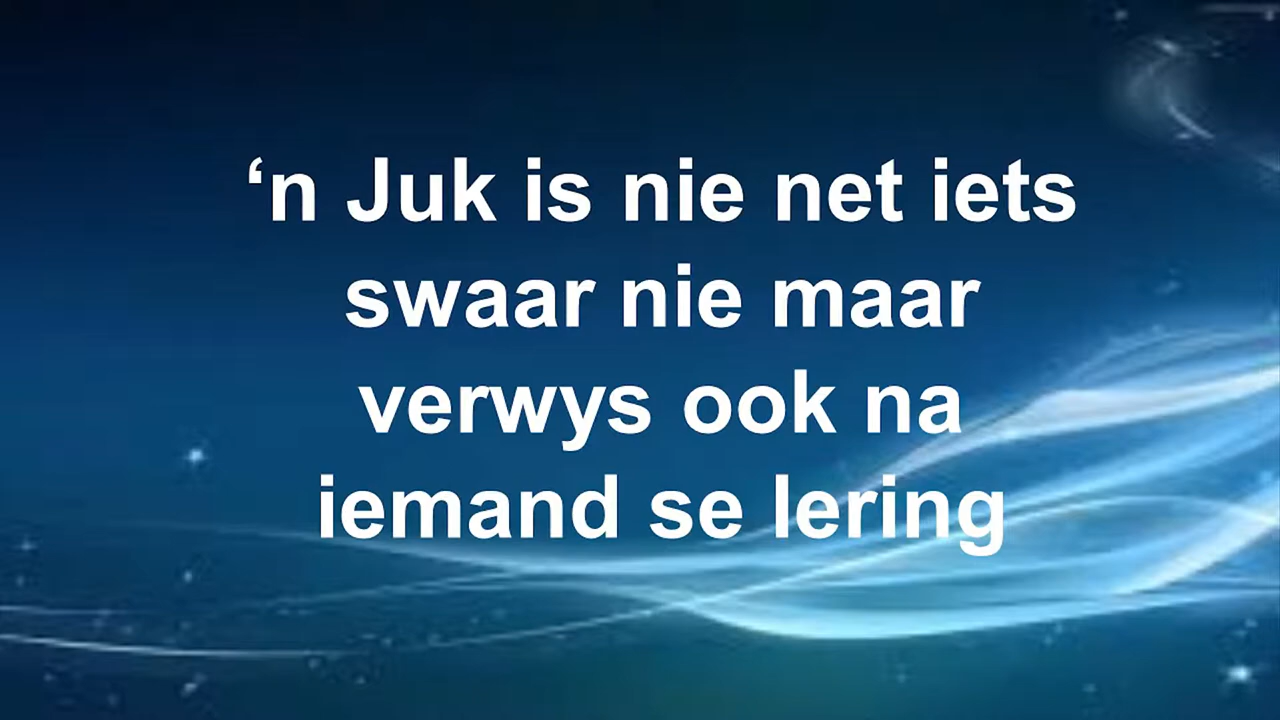 ‘n Juk is nie net iets
swaar nie maar
verwys ook na
iemand se lering